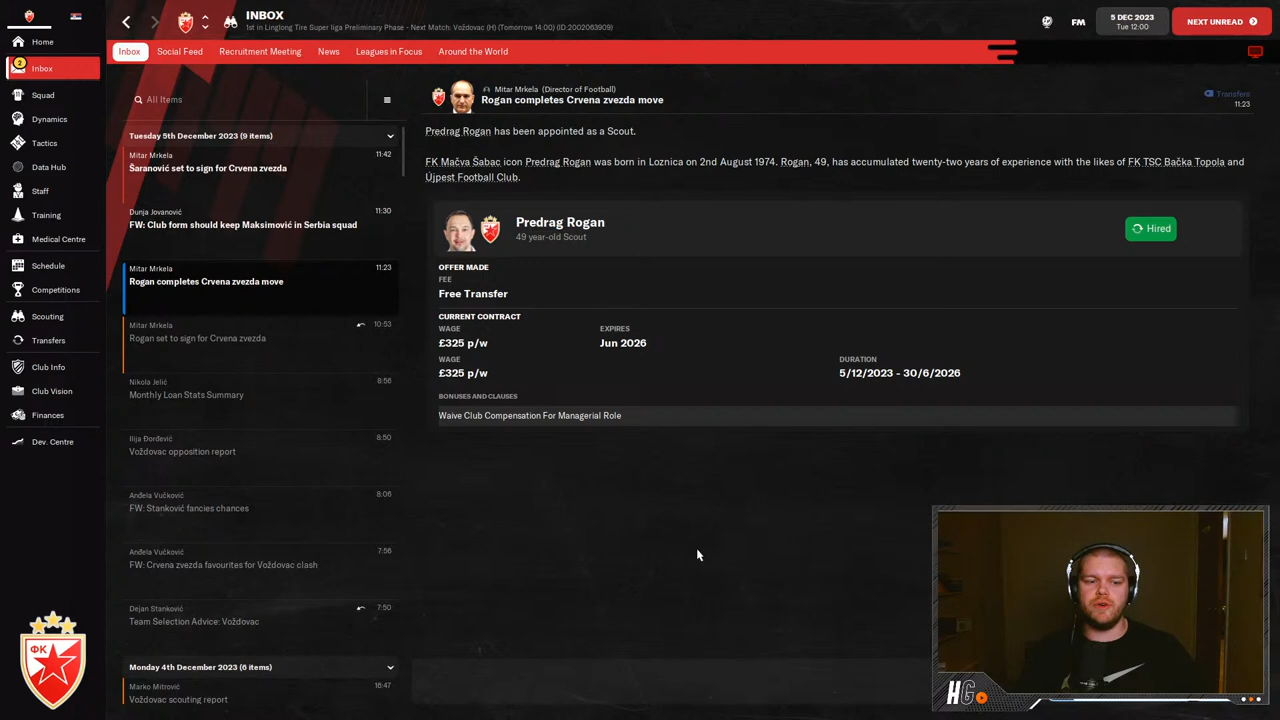 INBOX
1st in Linglong Tire Super liga Preliminary Phase - Next Match: Voždovac (H) (Tomorrow 14:00) (ID:2002063909)
FM
5 DEC 2023
Tue 12:00
NEXT UNREAD
Home
2
Inbox
Squad
Dynamics
Tactics
Data Hub
Staff
Training
Medical Centre
Schedule
Competitions
Scouting
Transfers
Club Info
Club Vision
Finances
Dev. Centre
ФК
Inbox
Social Feed
Recruitment Meeting
News
Leagues in Focus
Around the World
All Items
Tuesday 5th December 2023 (9 items)
Mitar Mrkela 11:42
Šaranović set to sign for Crvena zvezda
Dunja Jovanović 11:30
FW: Club form should keep Maksimović in Serbia squad
Mitar Mrkela 11:23
Rogan completes Crvena zvezda move
Mitar Mrkela 10:53
Rogan set to sign for Crvena zvezda
Nikola Jelić 8:56
Monthly Loan Stats Summary
Ilija Đorđević 8:50
Voždovac opposition report
Anđela Vučković 8:06
FW: Stanković fancies chances
Anđela Vučković 7:56
FW: Crvena zvezda favourites for Voždovac clash
Dejan Stanković 7:50
Team Selection Advice: Voždovac
Monday 4th December 2023 (6 items)
Marko Mitrović 16:47
Voždovac scouting report
Mitar Mrkela (Director of Football)
Rogan completes Crvena zvezda move
Transfers
11:23
Predrag Rogan has been appointed as a Scout.
FK Mačva Šabac icon Predrag Rogan was born in Loznica on 2nd August 1974. Rogan, 49, has accumulated twenty-two years of experience with the likes of FK TSC Bačka Topola and
Újpest Football Club.
Predrag Rogan
49 year-old Scout
Hired
OFFER MADE
FEE
Free Transfer
CURRENT CONTRACT
WAGE EXPIRES
£325 p/w Jun 2026
WAGE DURATION
£325 p/w 5/12/2023 - 30/6/2026
BONUSES AND CLAUSES
Waive Club Compensation For Managerial Role
HG